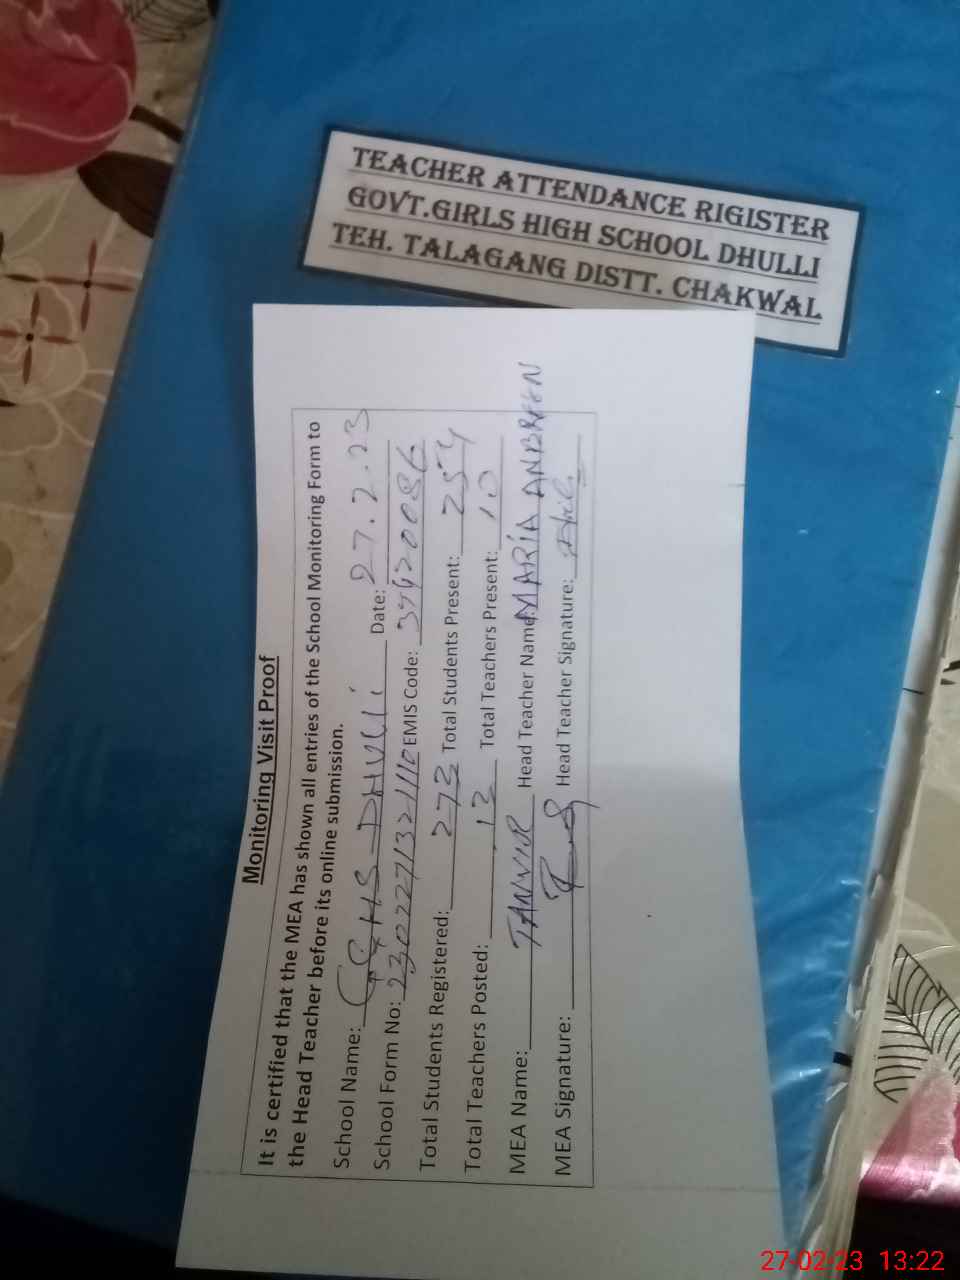 TEACHER ATTENDANCE RIGISTER
GOVT.GIRLS HIGH SCHOOL DHULLI
TEH. TALAGANG DISTT. CHAKWAL
Monitoring Visit Proof
It is certified that the MEA has shown all entries of the School Monitoring Form to
the Head Teacher before its online submission.
School Name: GGHS DHULLi Date: 27.2.23
School Form No: EMIS Code: 37420086
Total Students Registered: 273 Total Students Present: 254
Total Teachers Posted: 12 Total Teachers Present: 10
MEA Name: TANVIR Head Teacher Name: MARIA ANBREEN
MEA Signature: Head Teacher Signature:
27-02-23 13:22